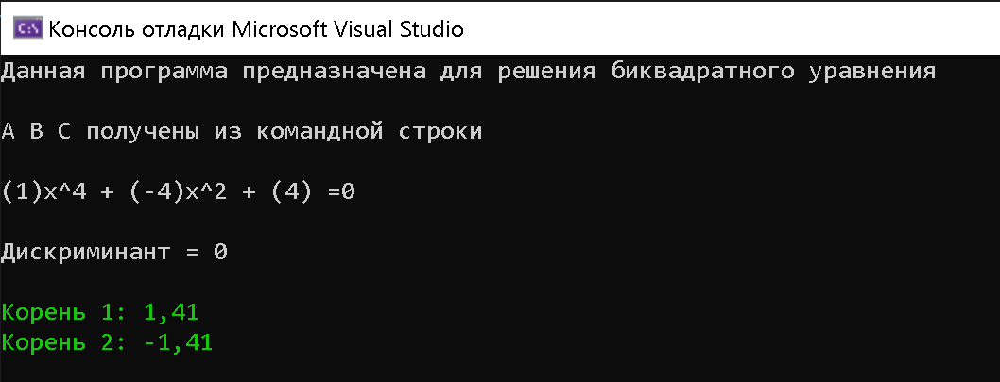 C:\ Консоль отладки Microsoft Visual Studio
Данная программа предназначена для решения биквадратного уравнения
A B C получены из командной строки
(1)x^4 + (-4)x^2 + (4) =0
Дискриминант = 0
Корень 1: 1,41
Корень 2: -1,41